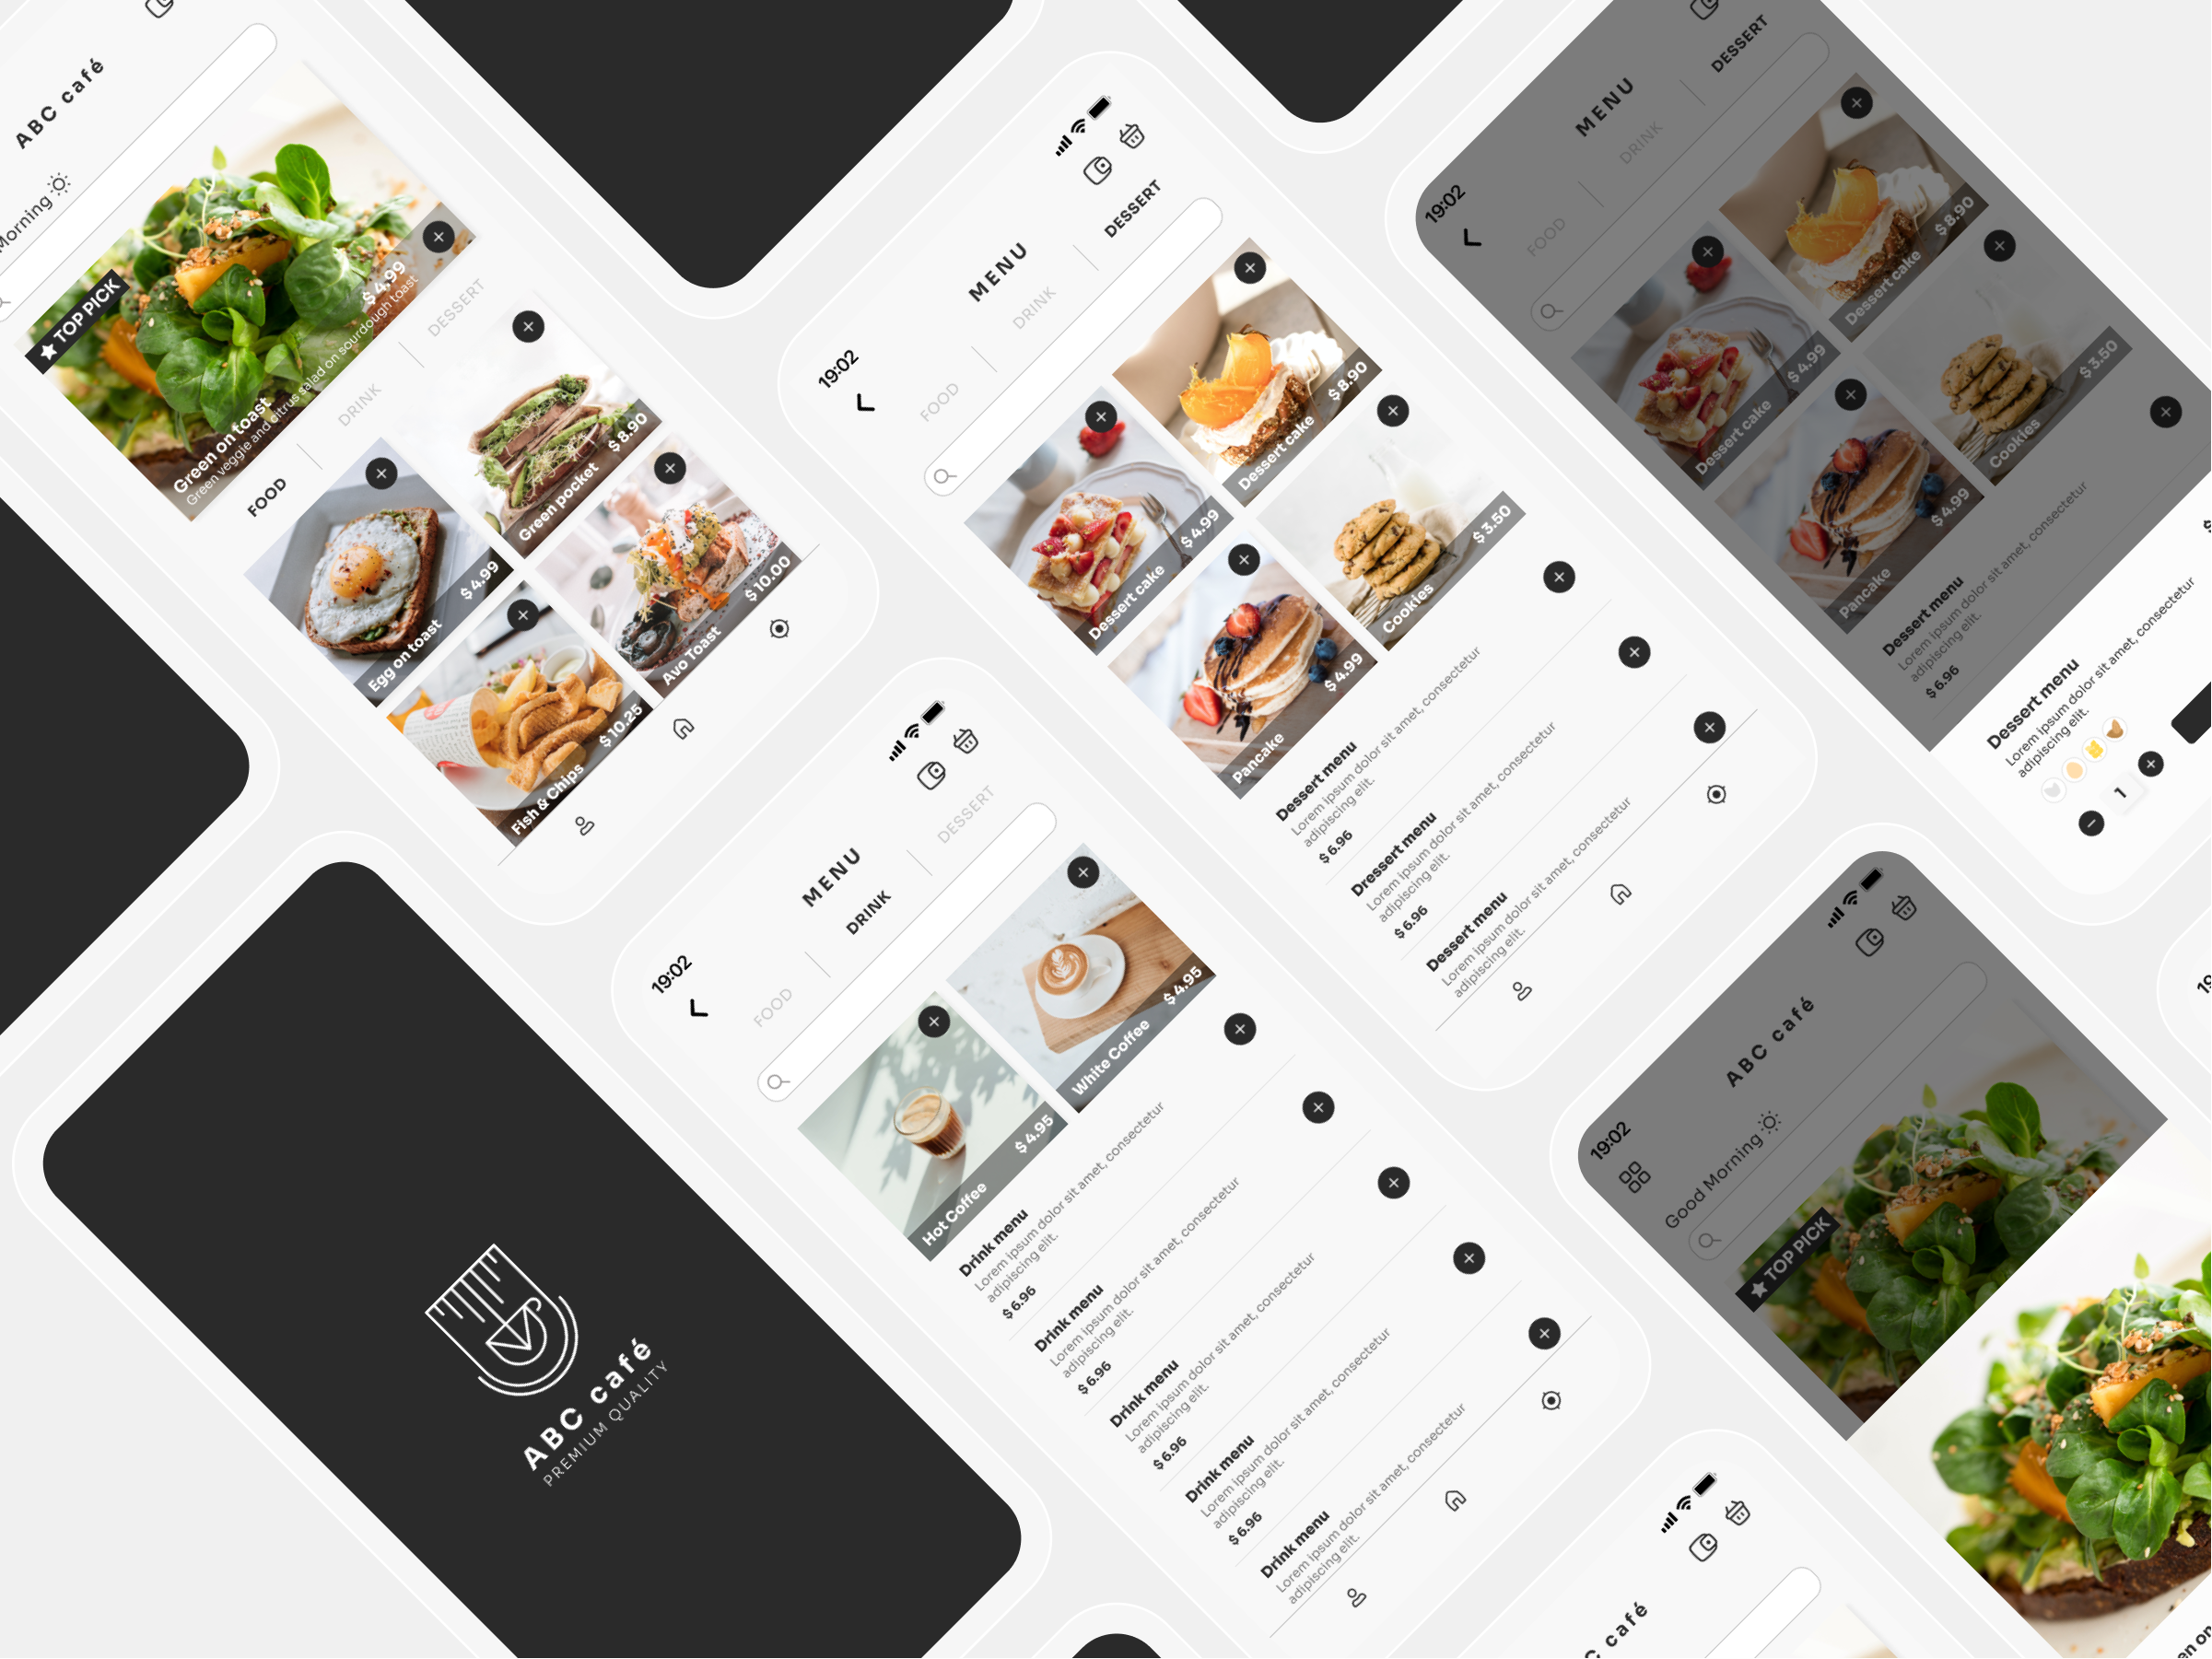 ABC café
Morning
TOP PICK
$ 4.99
Green on toast
Green veggie and citrus salad on sourdough toast
FOOD
DRINK
DESSERT
Egg on toast
$ 4.99
Green pocket
$ 8.90
Fish & Chips
$ 10.25
Avo Toast
$ 10.00
19:02
MENU
FOOD
DRINK
DESSERT
Dessert cake
$ 4.99
Dessert cake
$ 8.90
Pancake
$ 4.99
Cookies
$ 3.50
Dessert menu
Lorem ipsum dolor sit amet, consectetur
adipiscing elit.
$ 6.96
Dressert menu
Lorem ipsum dolor sit amet, consectetur
adipiscing elit.
$ 6.96
Dessert menu
Lorem ipsum dolor sit amet, consectetur
adipiscing elit.
19:02
MENU
FOOD
DRINK
DESSERT
Dessert cake
$ 4.99
Dessert cake
$ 8.90
Pancake
$ 4.99
Cookies
$ 3.50
Dessert menu
Lorem ipsum dolor sit amet, consectetur
adipiscing elit.
$ 6.96
Dessert menu
Lorem ipsum dolor sit amet, consectetur
adipiscing elit.
1
ABC café
PREMIUM QUALITY
19:02
MENU
FOOD
DRINK
DESSERT
Hot Coffee
$ 4.95
White Coffee
$ 4.95
Drink menu
Lorem ipsum dolor sit amet, consectetur
adipiscing elit.
$ 6.96
Drink menu
Lorem ipsum dolor sit amet, consectetur
adipiscing elit.
$ 6.96
Drink menu
Lorem ipsum dolor sit amet, consectetur
adipiscing elit.
$ 6.96
Drink menu
Lorem ipsum dolor sit amet, consectetur
adipiscing elit.
$ 6.96
Drink menu
Lorem ipsum dolor sit amet, consectetur
adipiscing elit.
19:02
ABC café
Good Morning
TOP PICK
C café